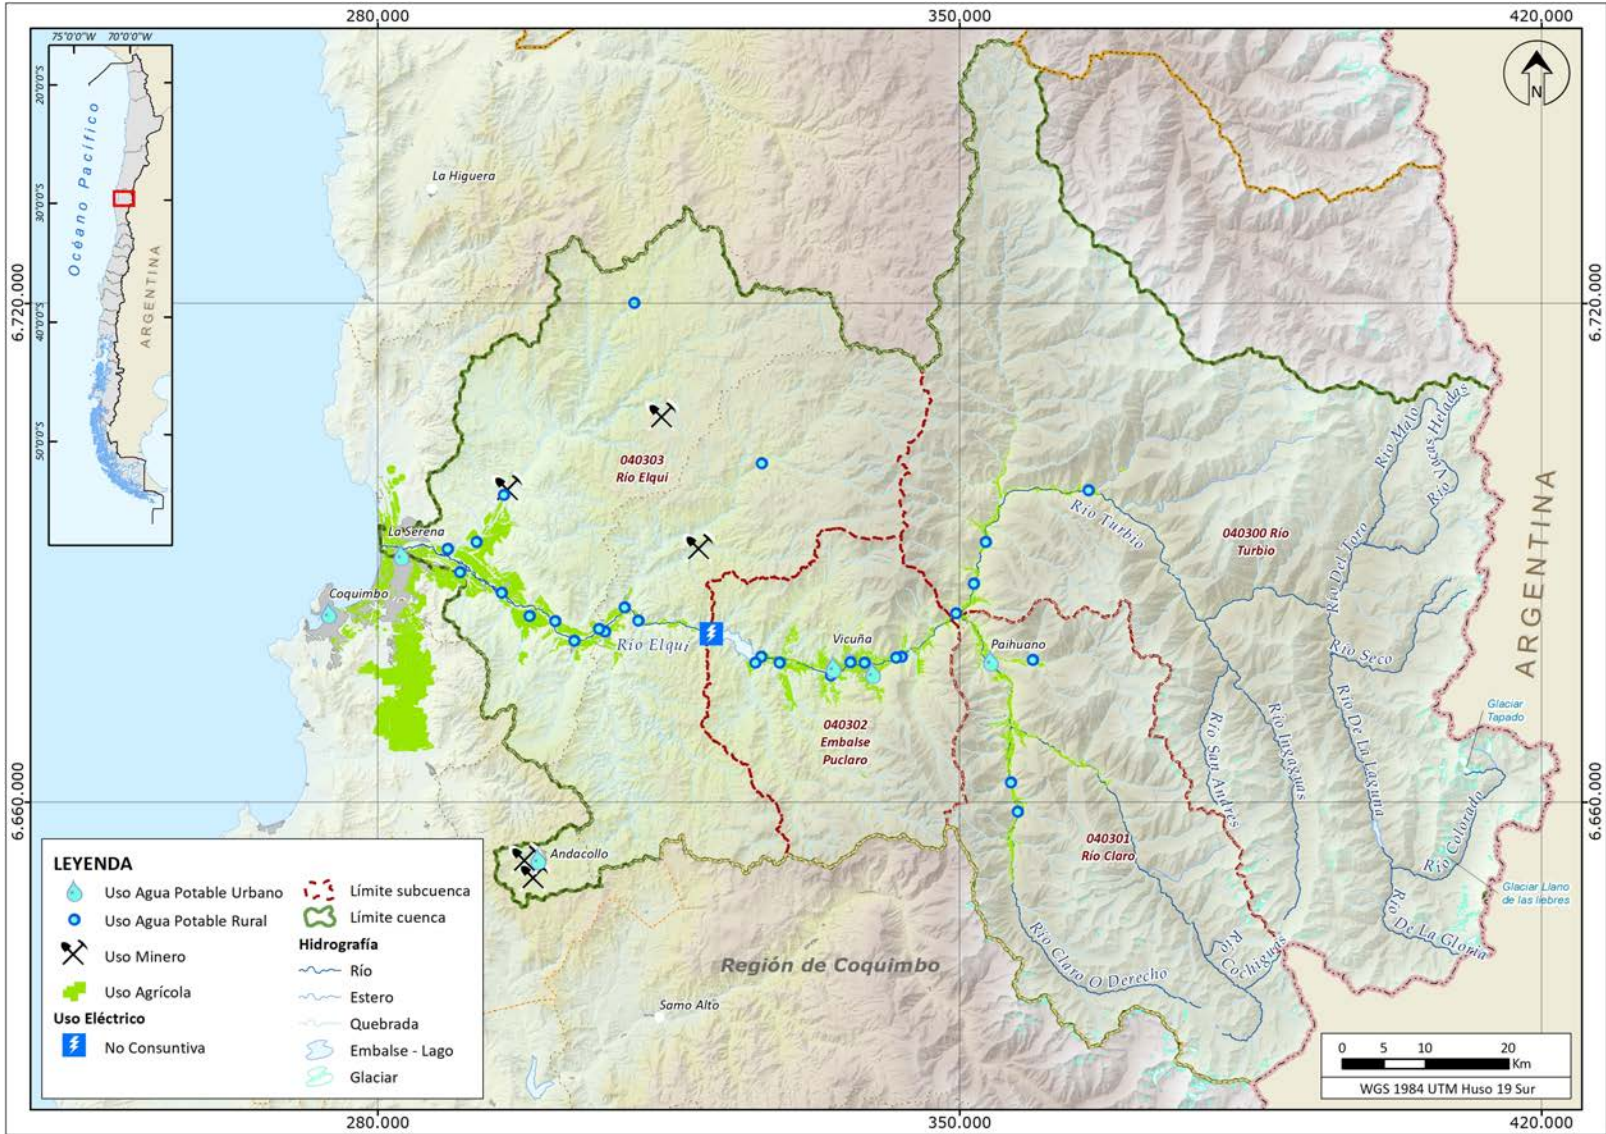 280.000
350.000
420.000
75°0'0"W
70°0'0"W
20°0'0"S
30°0'0"S
40°0'0"S
50°0'0"S
Océano Pacífico
ARGENTINA
N
6.720.000
6.720.000
6.660.000
6.660.000
La Higuera
040303
Río Elqui
La Serena
Coquimbo
Río Elquí
Vicuña
Paihuano
Río Turbio
040300 Río
Turbio
Río Malo
Río Vacas Heladas
Río Del Toro
Río Seco
ARGENTINA
Río San Andres
Río Ingaguas
Río De La Laguna
Glaciar
Tapado
040302
Embalse
Puclaro
040301
Río Claro
Río Colorado
Glaciar Llano
de las liebres
Río De La Gloria
Río Cochiguas
Río Claro O Derecho
Andacollo
Región de Coquimbo
Samo Alto
LEYENDA
Uso Agua Potable Urbano
Uso Agua Potable Rural
Uso Minero
Uso Agrícola
Uso Eléctrico
No Consuntiva
Límite subcuenca
Límite cuenca
Hidrografía
Río
Estero
Quebrada
Embalse - Lago
Glaciar
0 5 10 20
Km
WGS 1984 UTM Huso 19 Sur
280.000
350.000
420.000